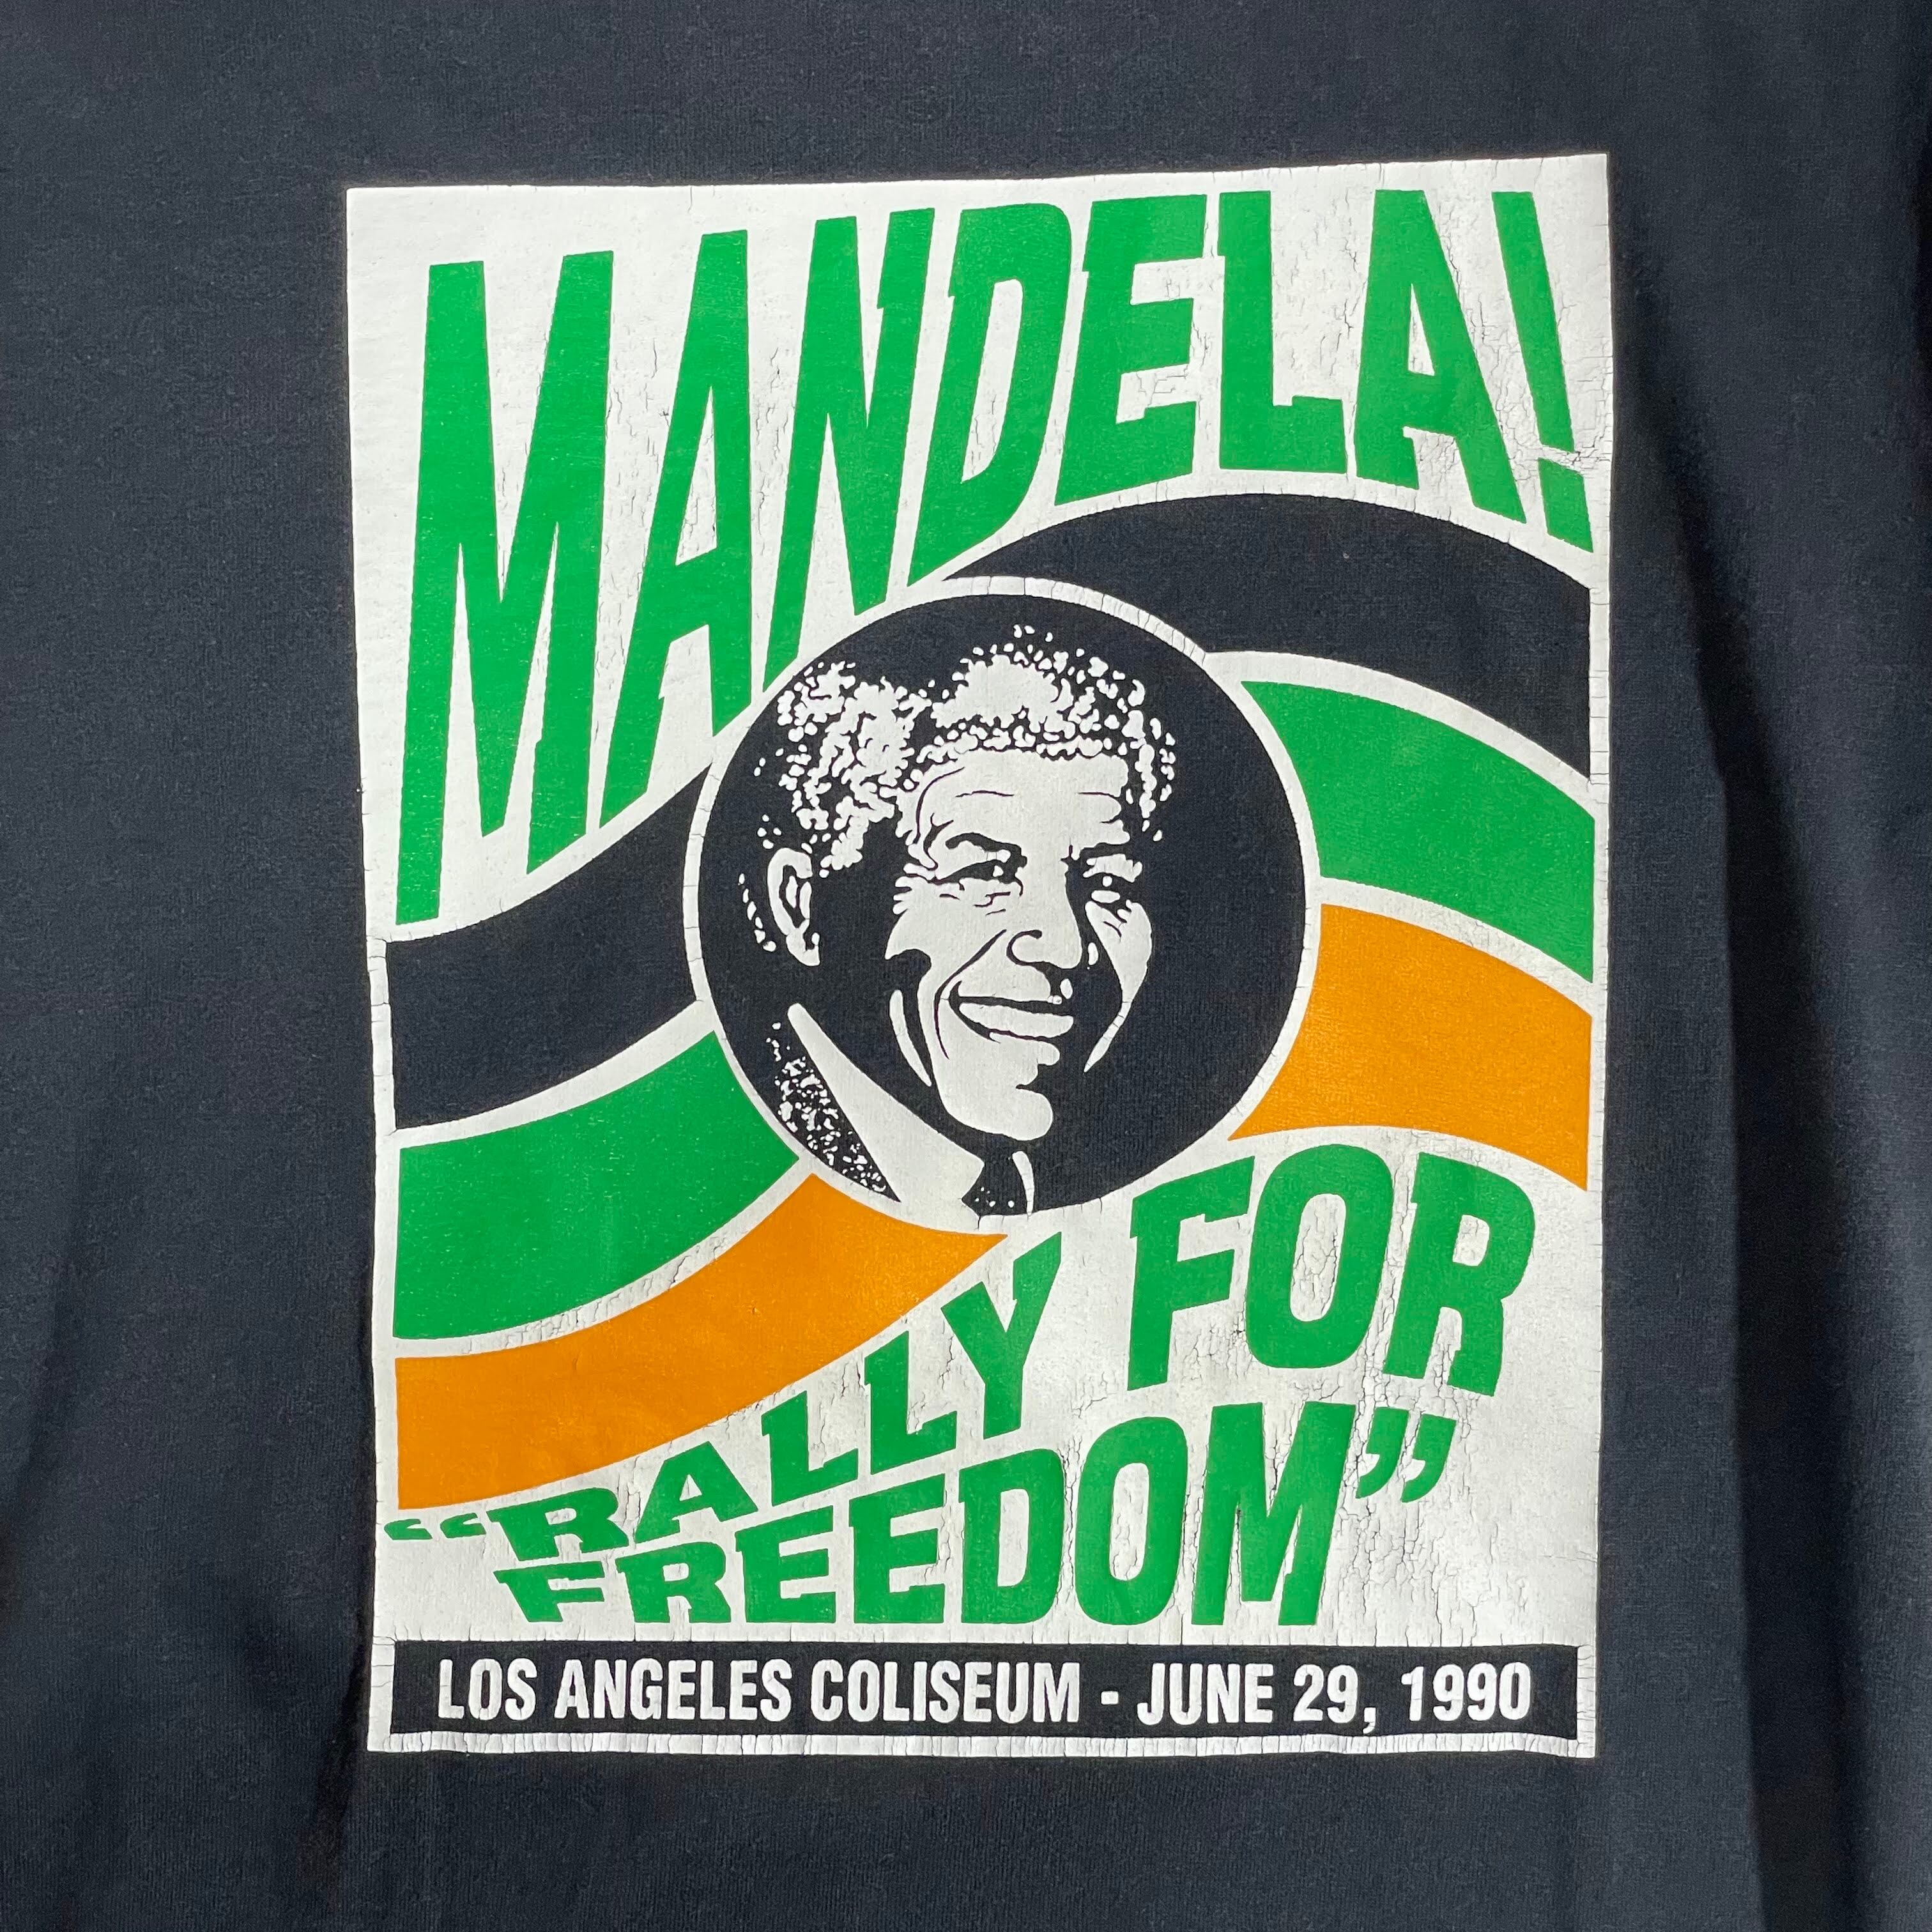 MANDELA!
“RALLY FOR
FREEDOM”
LOS ANGELES COLISEUM - JUNE 29, 1990